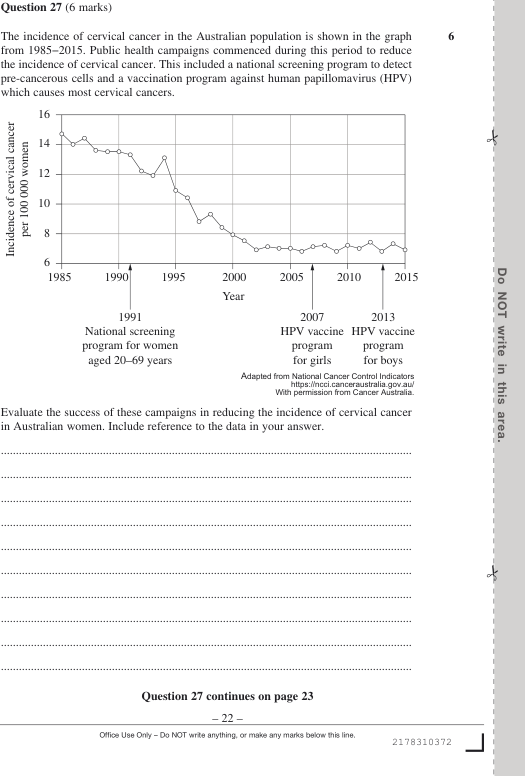 Question 27 (6 marks)
The incidence of cervical cancer in the Australian population is shown in the graph
6
from 1985–2015. Public health campaigns commenced during this period to reduce
the incidence of cervical cancer. This included a national screening program to detect
pre-cancerous cells and a vaccination program against human papillomavirus (HPV)
which causes most cervical cancers.
Incidence of cervical cancer
per 100 000 women
16
14
12
10
8
6
1985 1990 1995 2000 2005 2010 2015
Year
1991
National screening
program for women
aged 20–69 years
2007
HPV vaccine
program
for girls
2013
HPV vaccine
program
for boys
Adapted from National Cancer Control Indicators
https://ncci.canceraustralia.gov.au/
With permission from Cancer Australia.
Evaluate the success of these campaigns in reducing the incidence of cervical cancer
in Australian women. Include reference to the data in your answer.
Question 27 continues on page 23
– 22 –
Office Use Only – Do NOT write anything, or make any marks below this line.
2178310372
Do NOT write in this area.